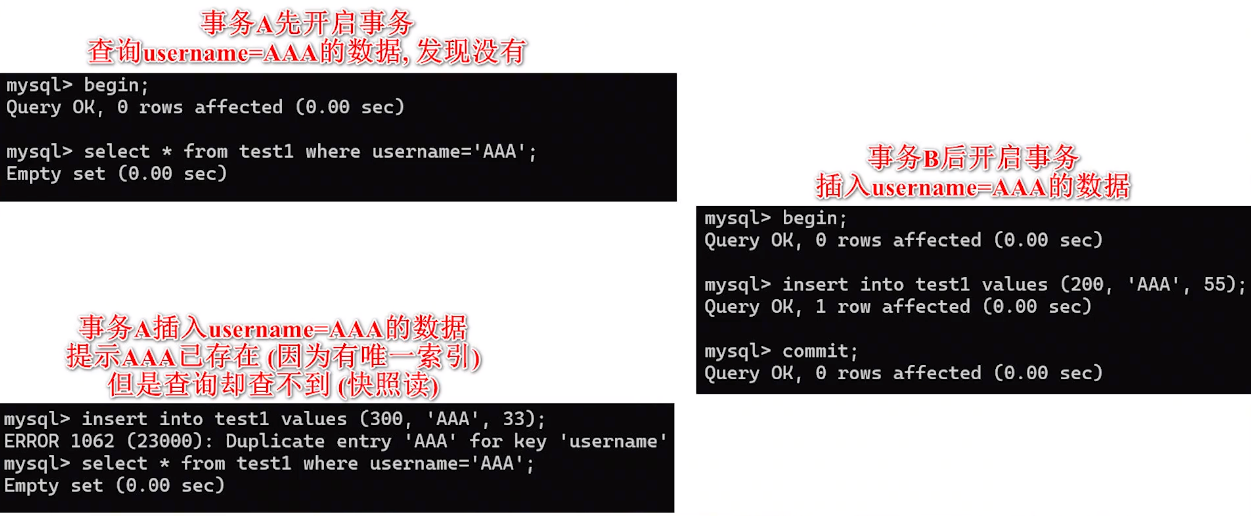 事务A先开启事务
查询username=AAA的数据, 发现没有
mysql> begin;
Query OK, 0 rows affected (0.00 sec)
mysql> select * from test1 where username='AAA';
Empty set (0.00 sec)
事务B后开启事务
插入username=AAA的数据
mysql> begin;
Query OK, 0 rows affected (0.00 sec)
mysql> insert into test1 values (200, 'AAA', 55);
Query OK, 1 row affected (0.00 sec)
mysql> commit;
Query OK, 0 rows affected (0.00 sec)
事务A插入username=AAA的数据
提示AAA已存在 (因为有唯一索引)
但是查询却查不到 (快照读)
mysql> insert into test1 values (300, 'AAA', 33);
ERROR 1062 (23000): Duplicate entry 'AAA' for key 'username'
mysql> select * from test1 where username='AAA';
Empty set (0.00 sec)